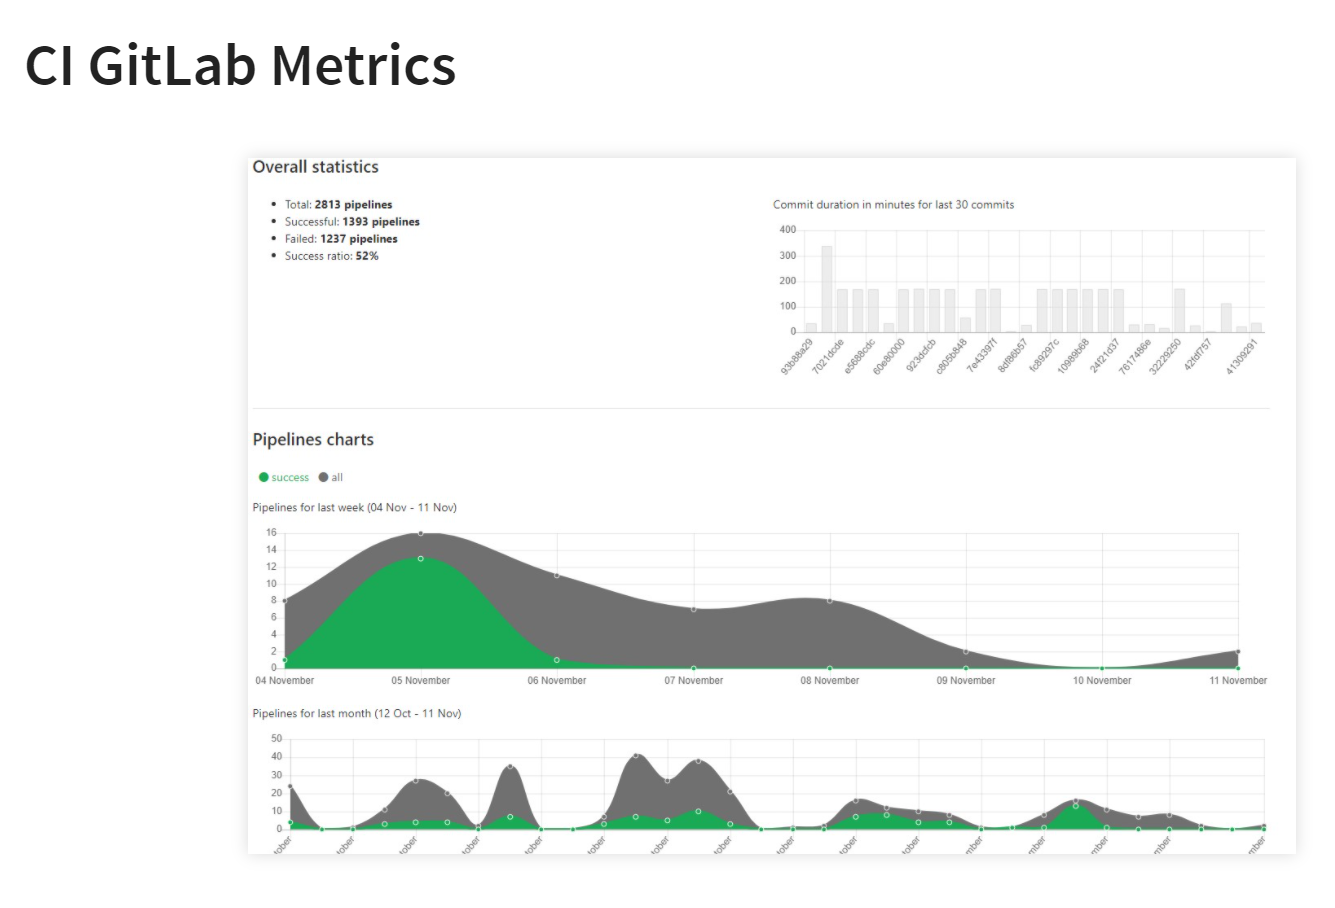 CI GitLab Metrics
Overall statistics
Total: 2813 pipelines
Successful: 1393 pipelines
Failed: 1237 pipelines
Success ratio: 52%
Commit duration in minutes for last 30 commits
400
300
200
100
0
93b88a29 7021dcde e5688cdc 60e80000 923dcfcb c805b848 7e43397f 8df86b57 fc89297c 10989b68 24f21d37 7617486e 32229250 42fdf757 41309291
Pipelines charts
success all
Pipelines for last week (04 Nov - 11 Nov)
16
14
12
10
8
6
4
2
0
04 November 05 November 06 November 07 November 08 November 09 November 10 November 11 November
Pipelines for last month (12 Oct - 11 Nov)
50
40
30
20
10
0